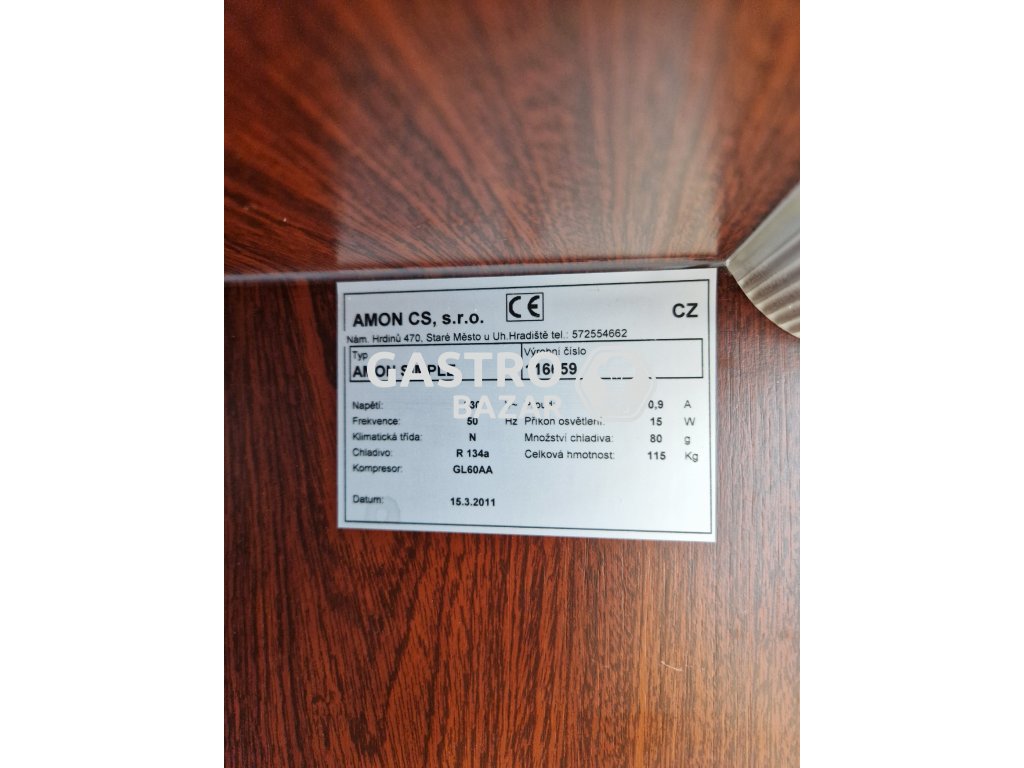 AMON CS, s.r.o. CE CZ
Nám. Hrdinů 470, Staré Město u Uh.Hradiště tel.: 572554662
Typ Výrobní číslo
AMON
GASTRO
BAZAR
Napětí: 0,9 A
Frekvence: 50 Hz Příkon osvětlení: 15 W
Klimatická třída: N Množství chladiva: 80 g
Chladivo: R 134a Celková hmotnost: 115 Kg
Kompresor: GL60AA
Datum: 15.3.2011